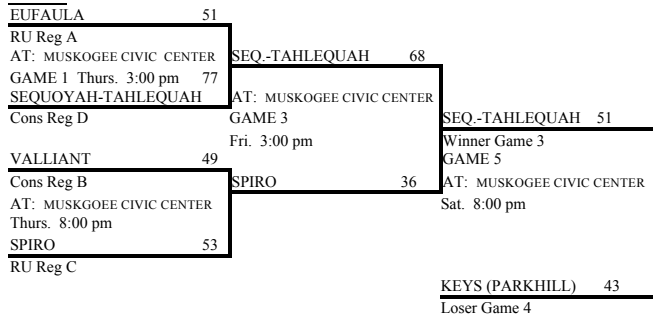 EUFAULA 51
RU Reg A
AT: MUSKOGEE CIVIC CENTER
GAME 1 Thurs. 3:00 pm 77
SEQUOYAH-TAHLEQUAH
Cons Reg D
VALLIANT 49
Cons Reg B
AT: MUSKGOEE CIVIC CENTER
Thurs. 8:00 pm
SPIRO 53
RU Reg C
SEQ.-TAHLEQUAH 68
AT: MUSKOGEE CIVIC CENTER
GAME 3
Fri. 3:00 pm
SPIRO 36
SEQ.-TAHLEQUAH 51
Winner Game 3
GAME 5
AT: MUSKOGEE CIVIC CENTER
Sat. 8:00 pm
KEYS (PARKHILL) 43
Loser Game 4